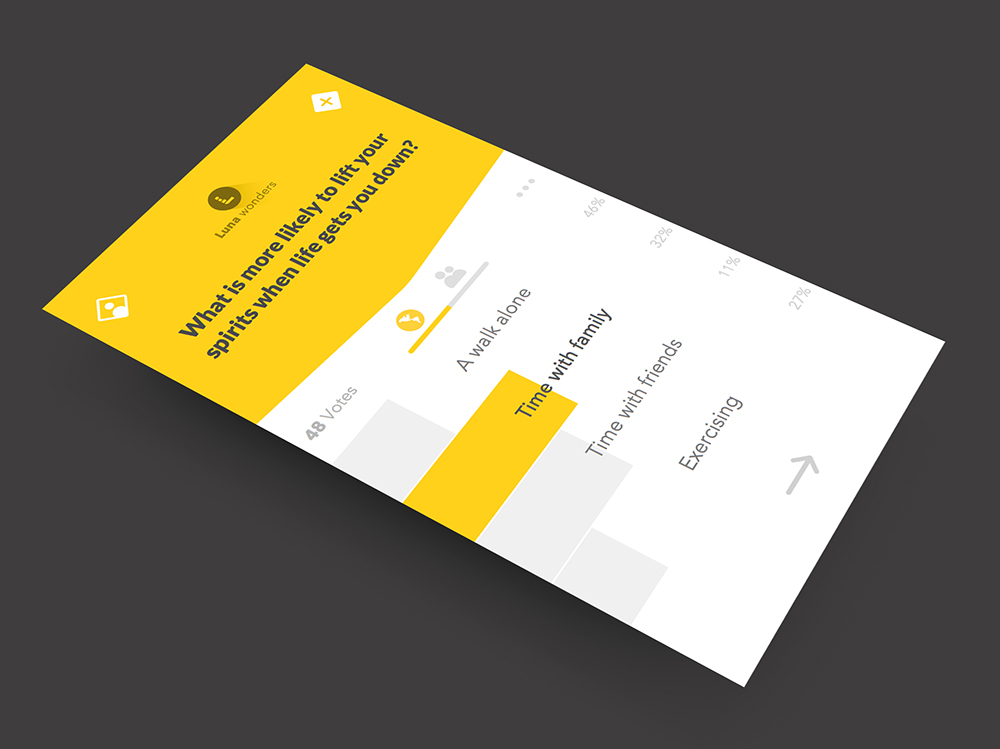 Luna wonders
What is more likely to lift your
spirits when life gets you down?
48 Votes
A walk alone 46%
Time with family 32%
Time with friends 11%
Exercising 27%